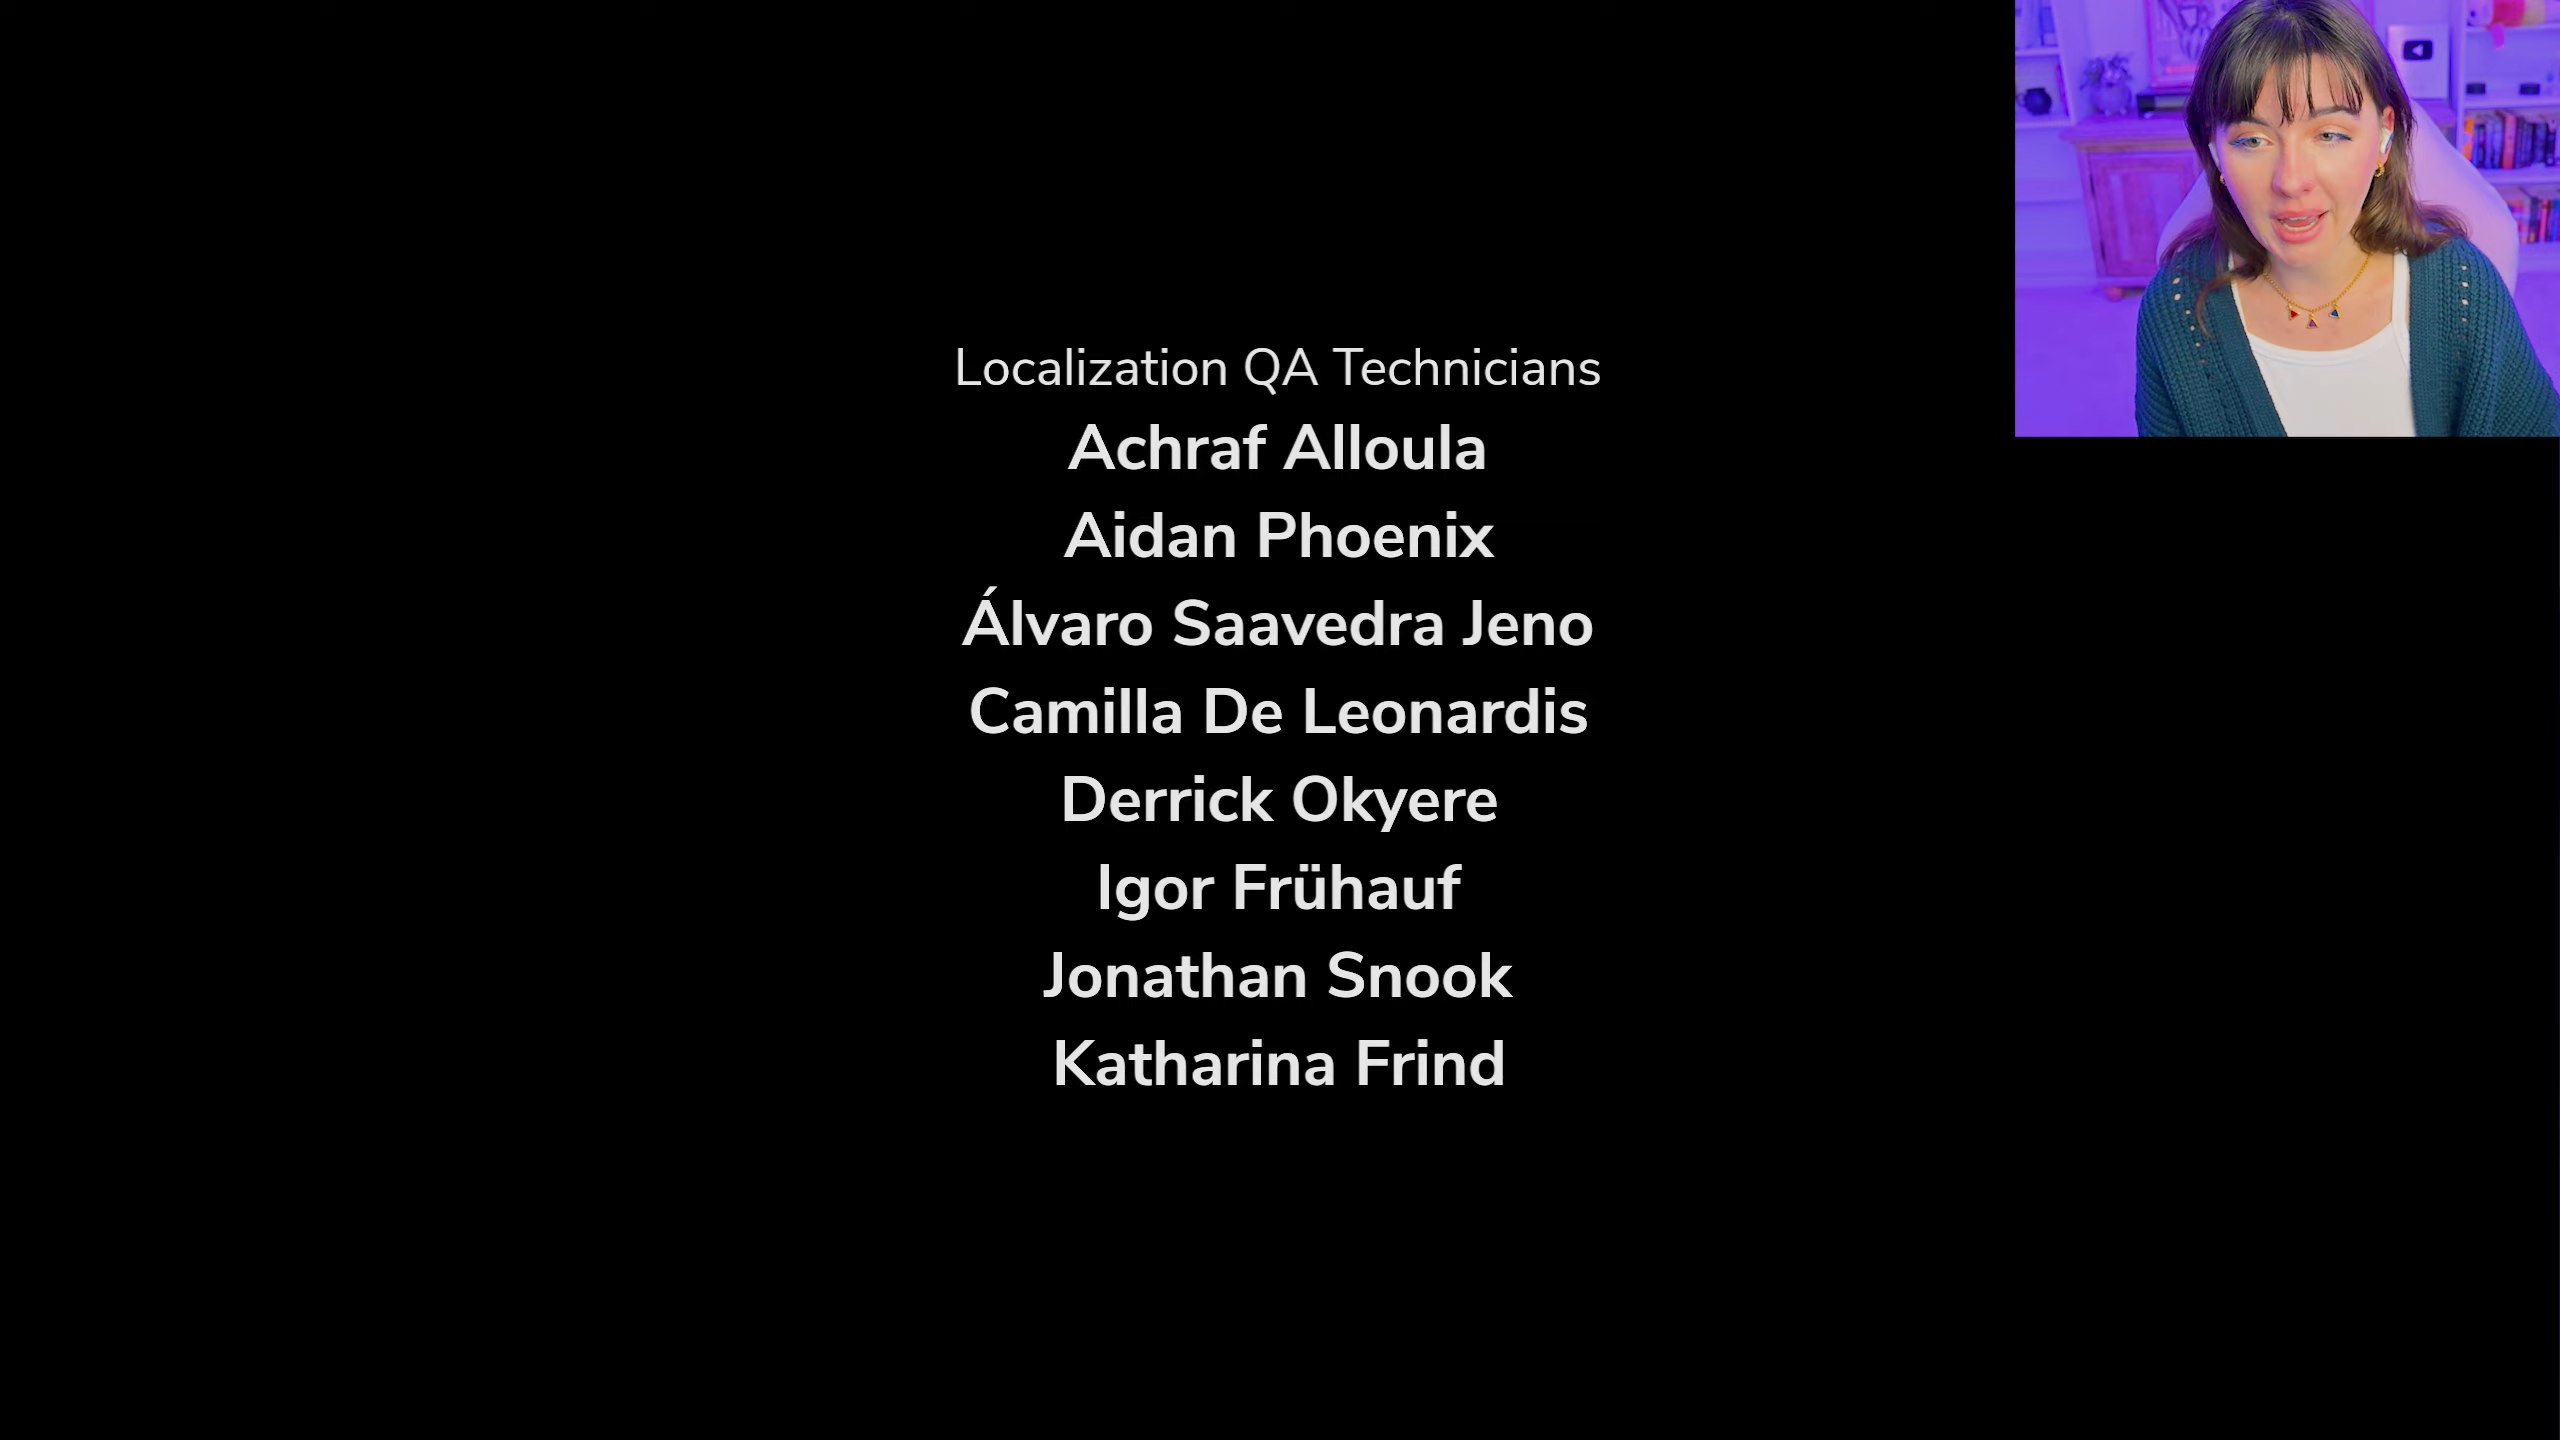 Localization QA Technicians
Achraf Alloula
Aidan Phoenix
Álvaro Saavedra Jeno
Camilla De Leonardis
Derrick Okyere
Igor Frühauf
Jonathan Snook
Katharina Frind